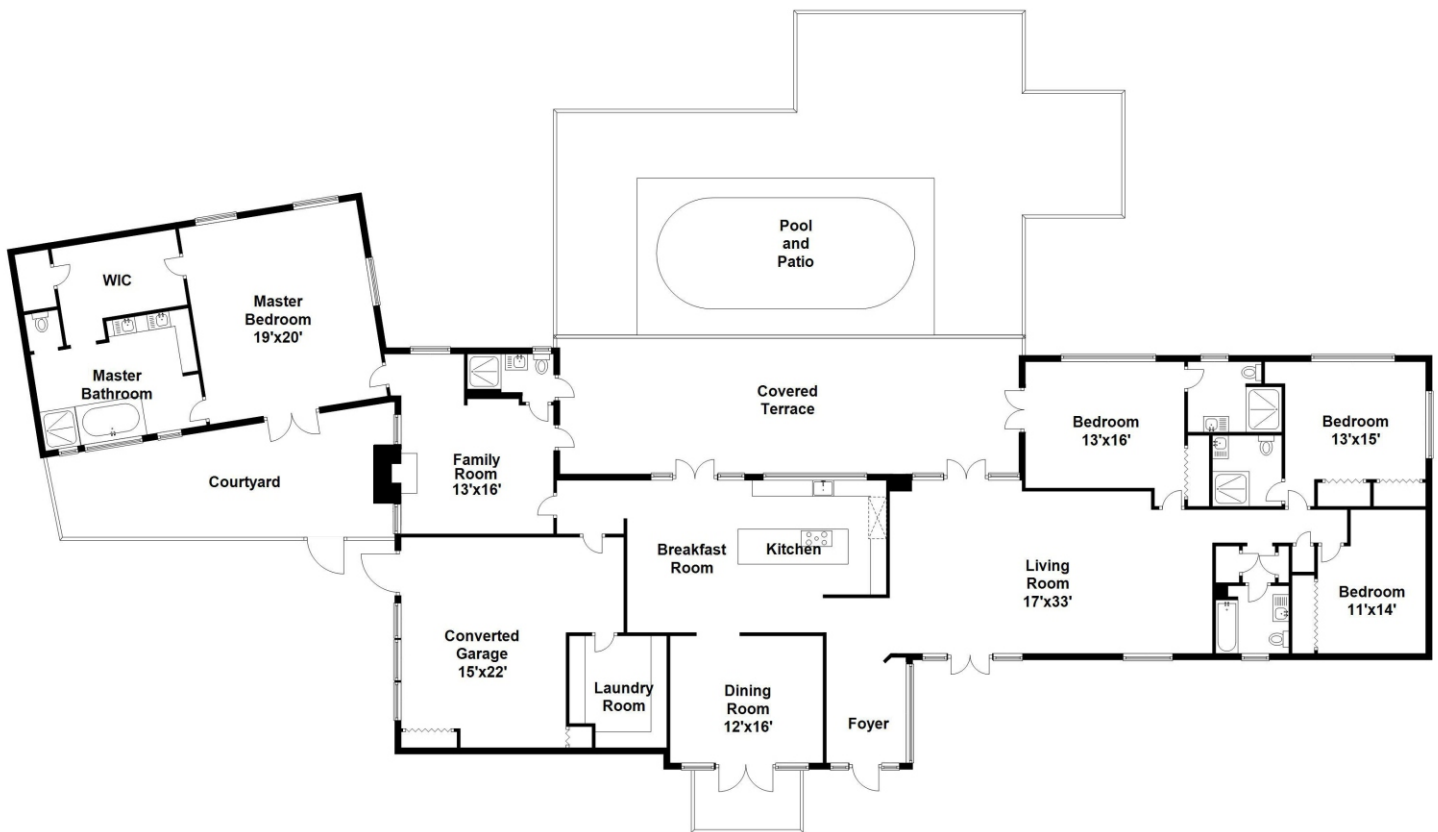 Pool
and
Patio
WIC
Master
Bedroom
19'x20'
Master
Bathroom
Covered
Terrace
Bedroom
13'x16'
Bedroom
13'x15'
Family
Room
13'x16'
Courtyard
Breakfast
Room
Kitchen
Living
Room
17'x33'
Bedroom
11'x14'
Converted
Garage
15'x22'
Laundry
Room
Dining
Room
12'x16'
Foyer